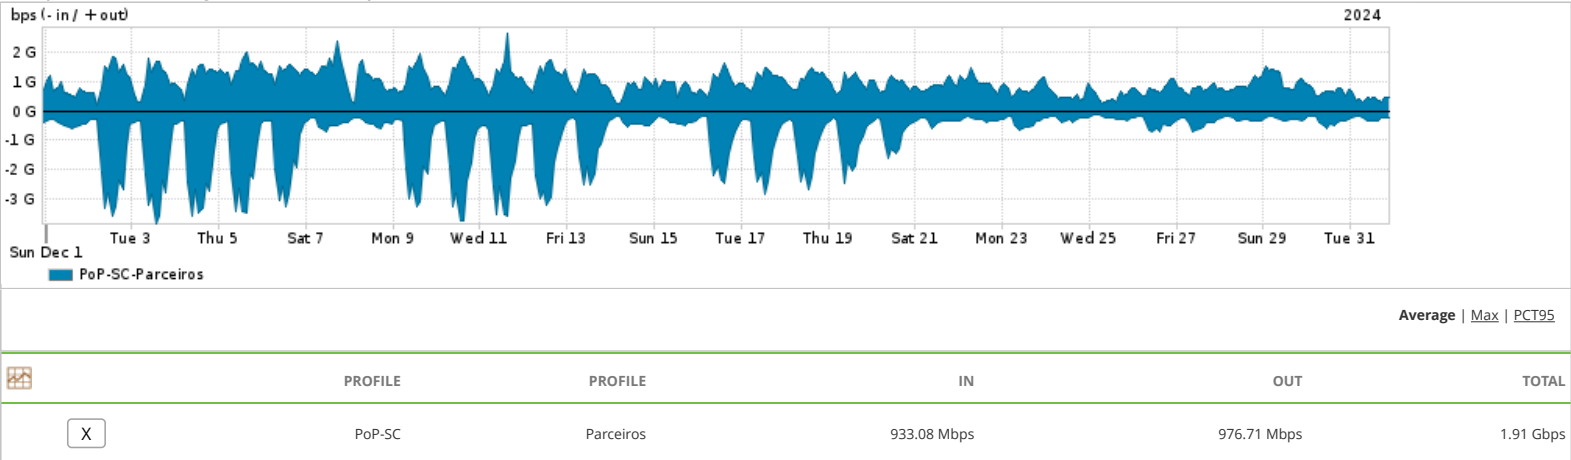 bps (- in / + out)
2024
2 G
1 G
0 G
-1 G
-2 G
-3 G
Tue 3 Thu 5 Sat 7 Mon 9 Wed 11 Fri 13 Sun 15 Tue 17 Thu 19 Sat 21 Mon 23 Wed 25 Fri 27 Sun 29 Tue 31
Sun Dec 1
PoP-SC-Parceiros
Average | Max | PCT95
PROFILE PROFILE IN OUT TOTAL
X PoP-SC Parceiros 933.08 Mbps 976.71 Mbps 1.91 Gbps